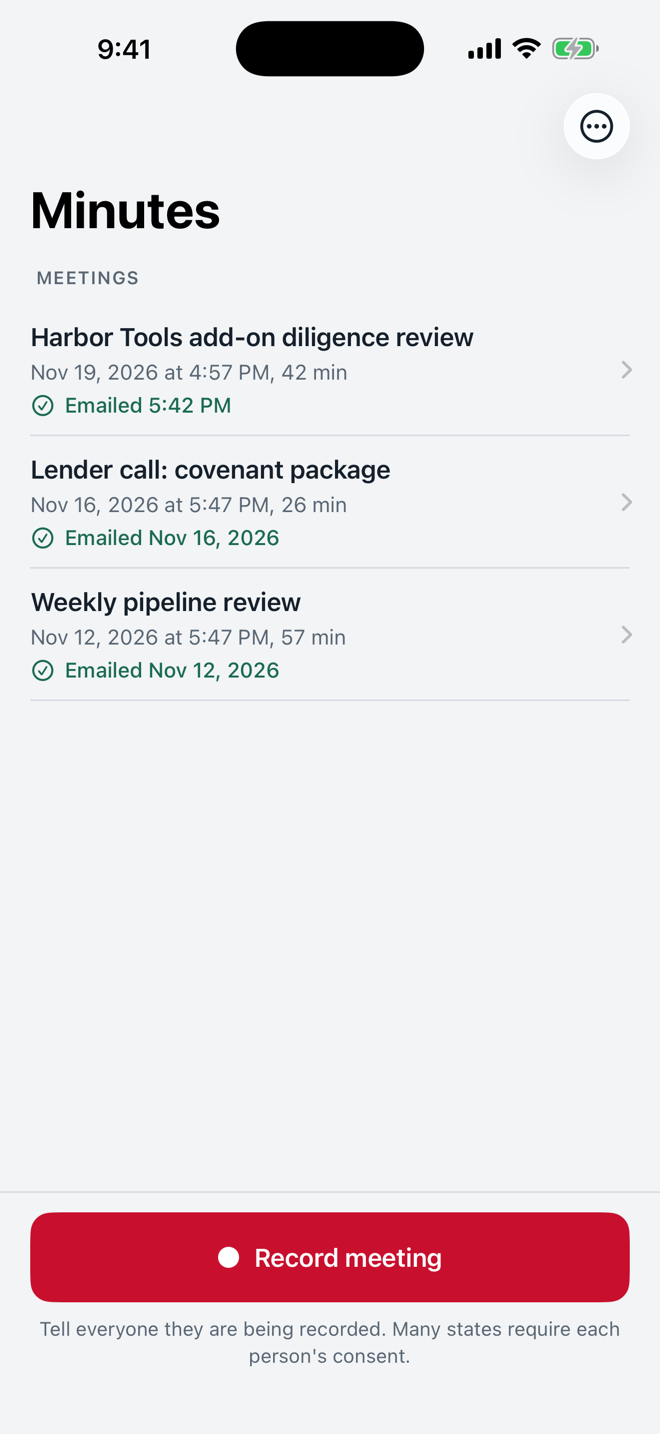 9:41
Minutes
MEETINGS
Harbor Tools add-on diligence review
Nov 19, 2026 at 4:57 PM, 42 min
Emailed 5:42 PM
Lender call: covenant package
Nov 16, 2026 at 5:47 PM, 26 min
Emailed Nov 16, 2026
Weekly pipeline review
Nov 12, 2026 at 5:47 PM, 57 min
Emailed Nov 12, 2026
Record meeting
Tell everyone they are being recorded. Many states require each
person's consent.